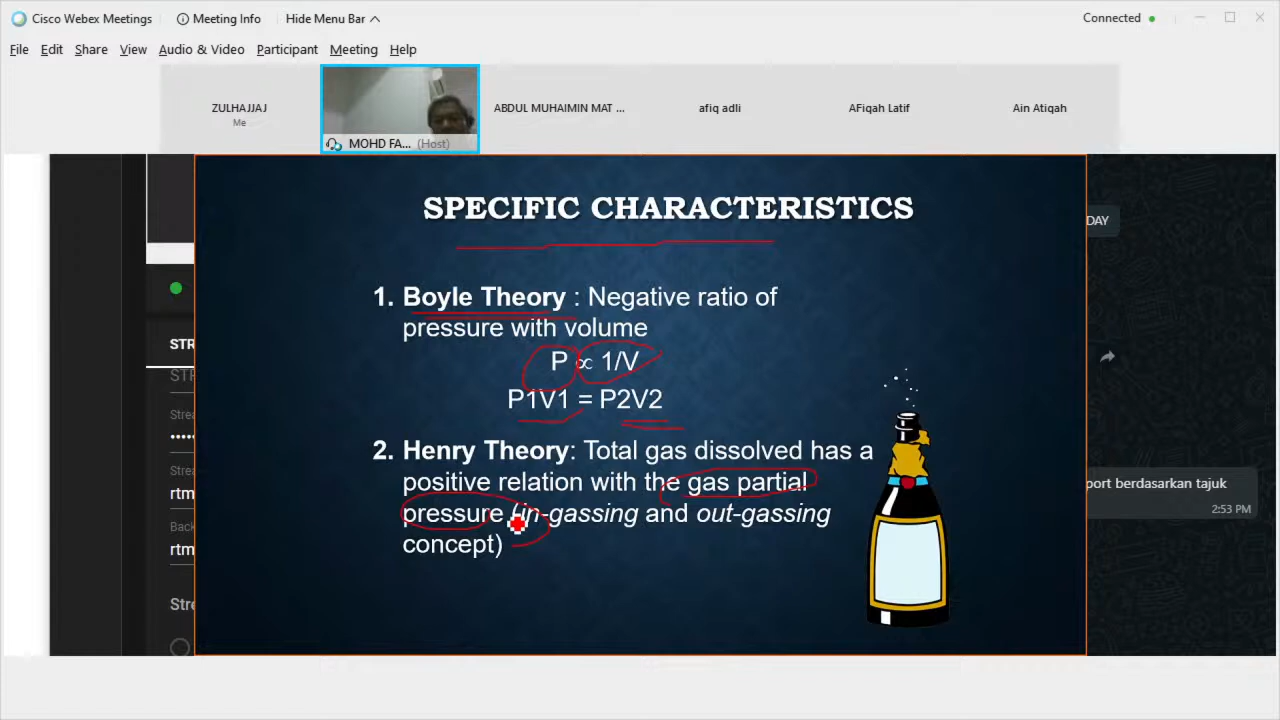 Cisco Webex Meetings
Meeting Info
Hide Menu Bar
Connected
File Edit Share View Audio & Video Participant Meeting Help
ZULHAJJAJ
Me
MOHD FA... (Host)
ABDUL MUHAIMIN MAT ...
afiq adli
AFiqah Latif
Ain Atiqah
SPECIFIC CHARACTERISTICS
1. Boyle Theory : Negative ratio of
pressure with volume
P ∝ 1/V
P1V1 = P2V2
2. Henry Theory: Total gas dissolved has a
positive relation with the gas partial
pressure (in-gassing and out-gassing
concept)
STR
STR
Strea
Strea
rtm
Back
rtm
Stre
DAY
port berdasarkan tajuk
2:53 PM